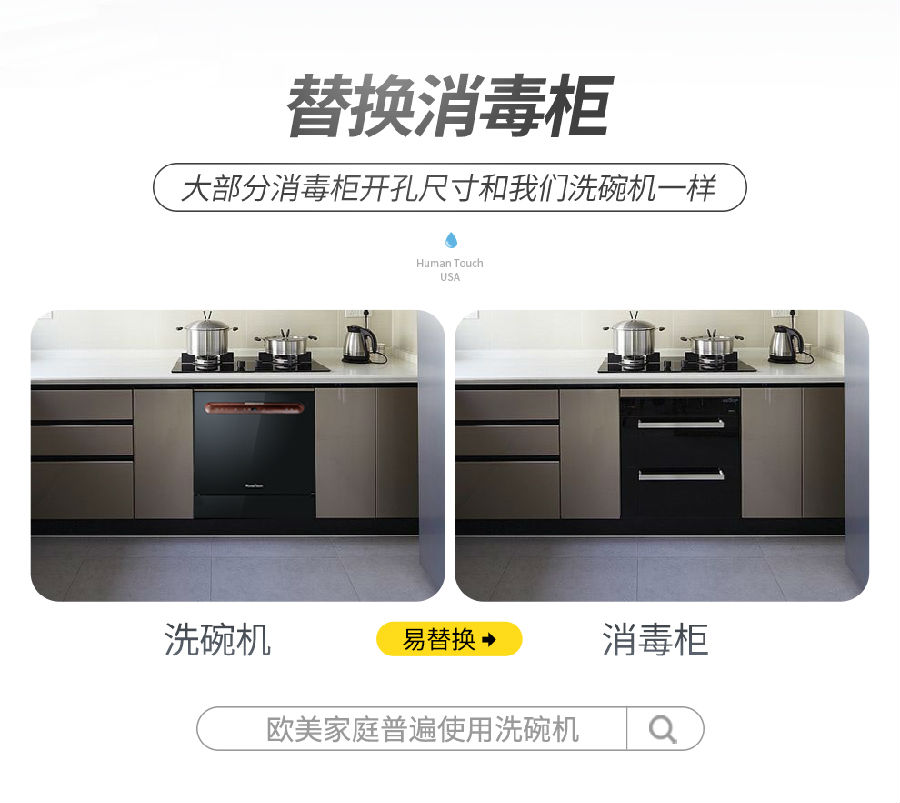 替换消毒柜
大部分消毒柜开孔尺寸和我们洗碗机一样
Human Touch
USA
洗碗机
易替换
消毒柜
欧美家庭普遍使用洗碗机